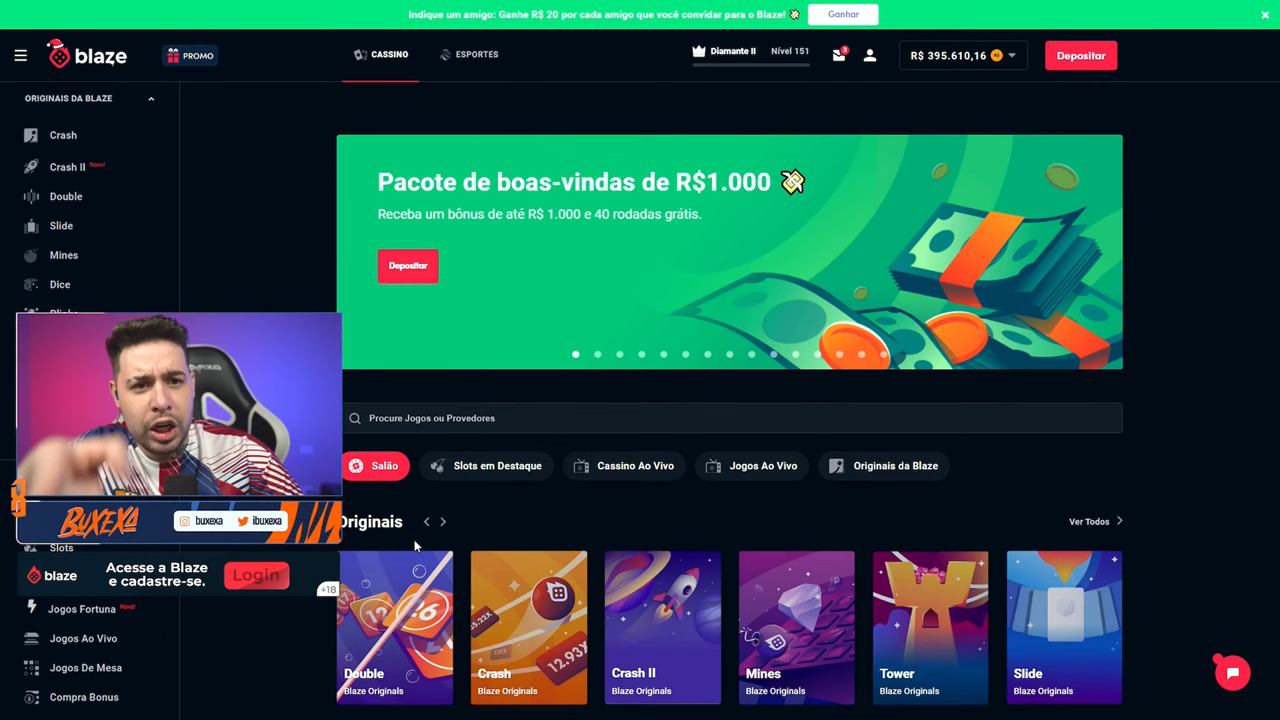 Indique um amigo: Ganhe R$ 20 por cada amigo que você convidar para o Blaze!
Ganhar
blaze
PROMO
CASSINO
ESPORTES
Diamante II
Nível 151
3
R$ 395.610,16
R$
Depositar
ORIGINAIS DA BLAZE
Crash
Crash II Novo!
Double
Slide
Mines
Dice
Pacote de boas-vindas de R$1.000
Receba um bônus de até R$ 1.000 e 40 rodadas grátis.
Depositar
Procure Jogos ou Provedores
Salão
Slots em Destaque
Cassino Ao Vivo
Jogos Ao Vivo
Originais da Blaze
BUXEXA
buxexa
ibuxexa
Originais
Ver Todos
Slots
blaze
Acesse a Blaze
e cadastre-se.
Login
+18
Jogos Fortuna Novo!
Jogos Ao Vivo
Jogos De Mesa
Compra Bonus
12
6
Double
Blaze Originals
12.93X
Crash
Blaze Originals
Crash II
Blaze Originals
Mines
Blaze Originals
Tower
Blaze Originals
Slide
Blaze Originals